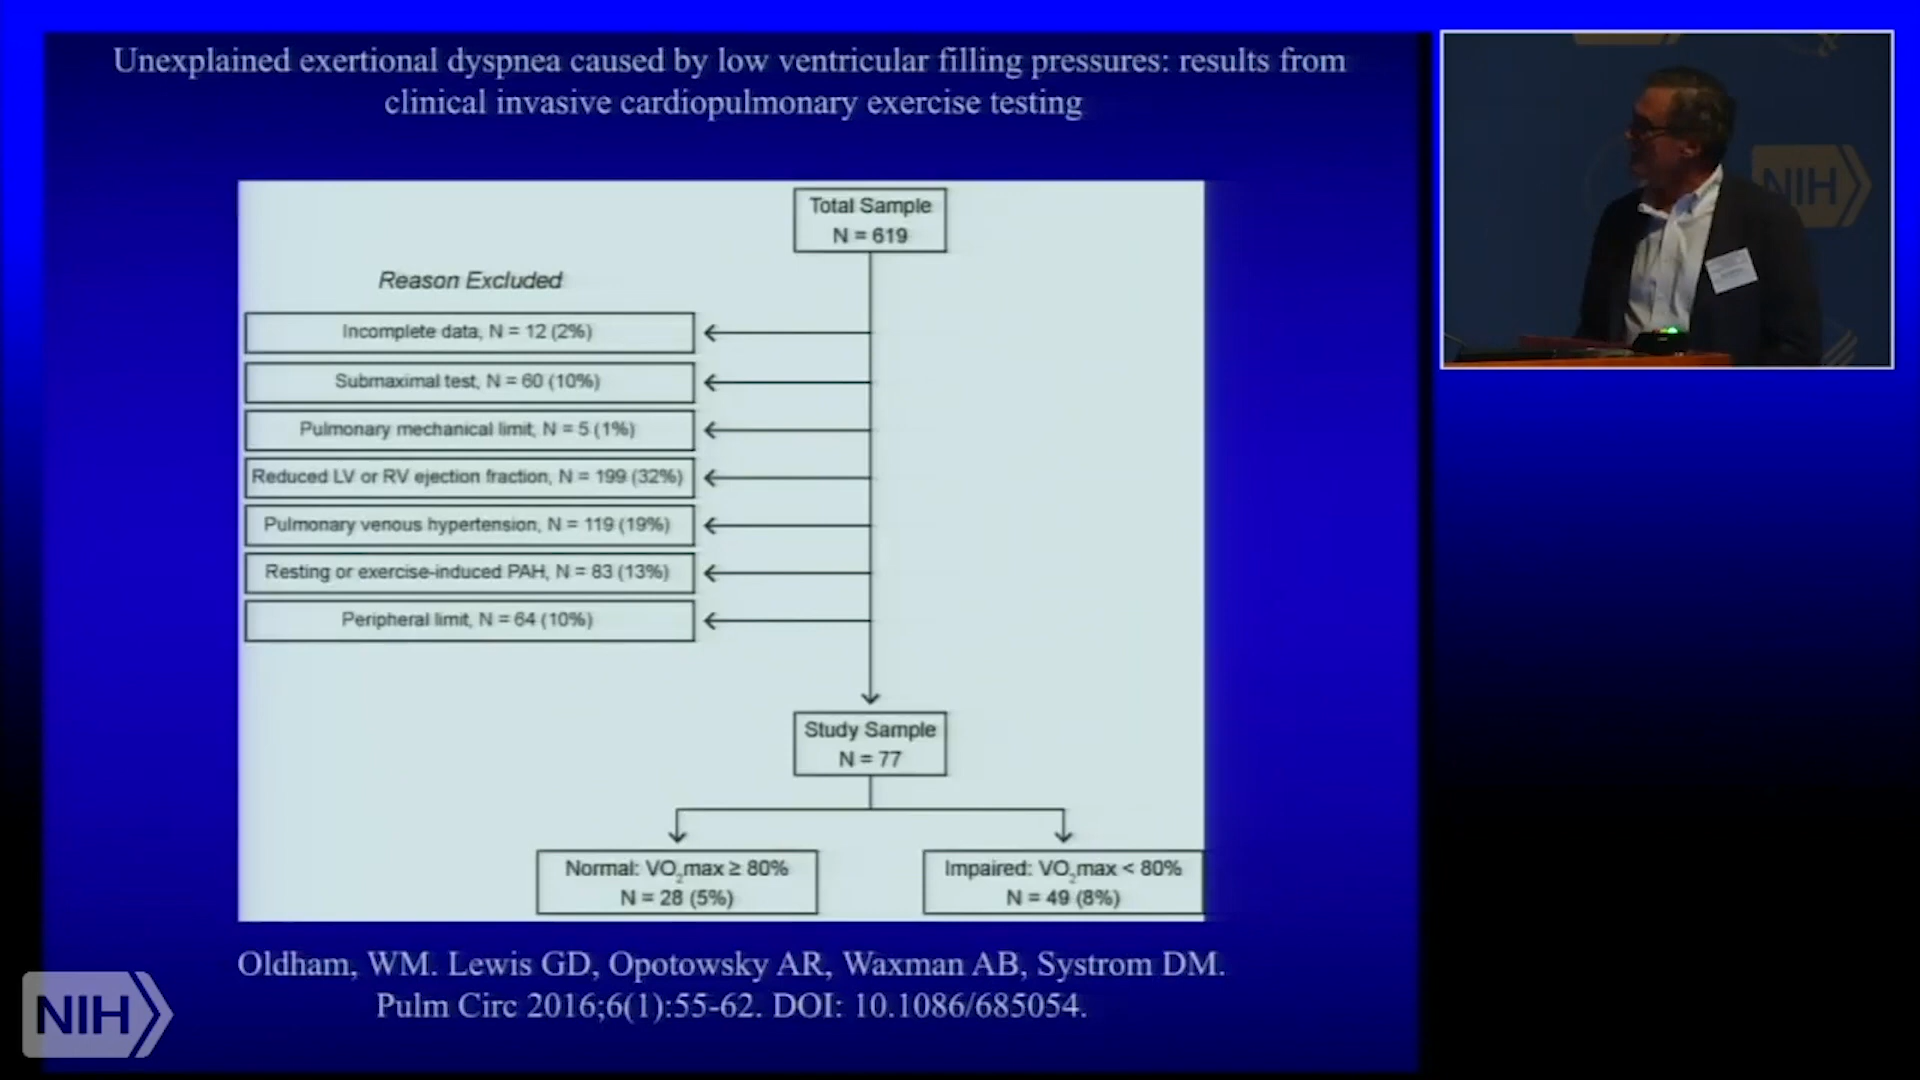 Unexplained exertional dyspnea caused by low ventricular filling pressures: results from
clinical invasive cardiopulmonary exercise testing
Total Sample
N = 619
Reason Excluded
Incomplete data, N = 12 (2%)
Submaximal test, N = 60 (10%)
Pulmonary mechanical limit, N = 5 (1%)
Reduced LV or RV ejection fraction, N = 199 (32%)
Pulmonary venous hypertension, N = 119 (19%)
Resting or exercise-induced PAH, N = 83 (13%)
Peripheral limit, N = 64 (10%)
Study Sample
N = 77
Normal: VO₂max ≥ 80%
N = 28 (5%)
Impaired: VO₂max < 80%
N = 49 (8%)
Oldham, WM. Lewis GD, Opotowsky AR, Waxman AB, Systrom DM.
Pulm Circ 2016;6(1):55-62. DOI: 10.1086/685054.
NIH
NIH